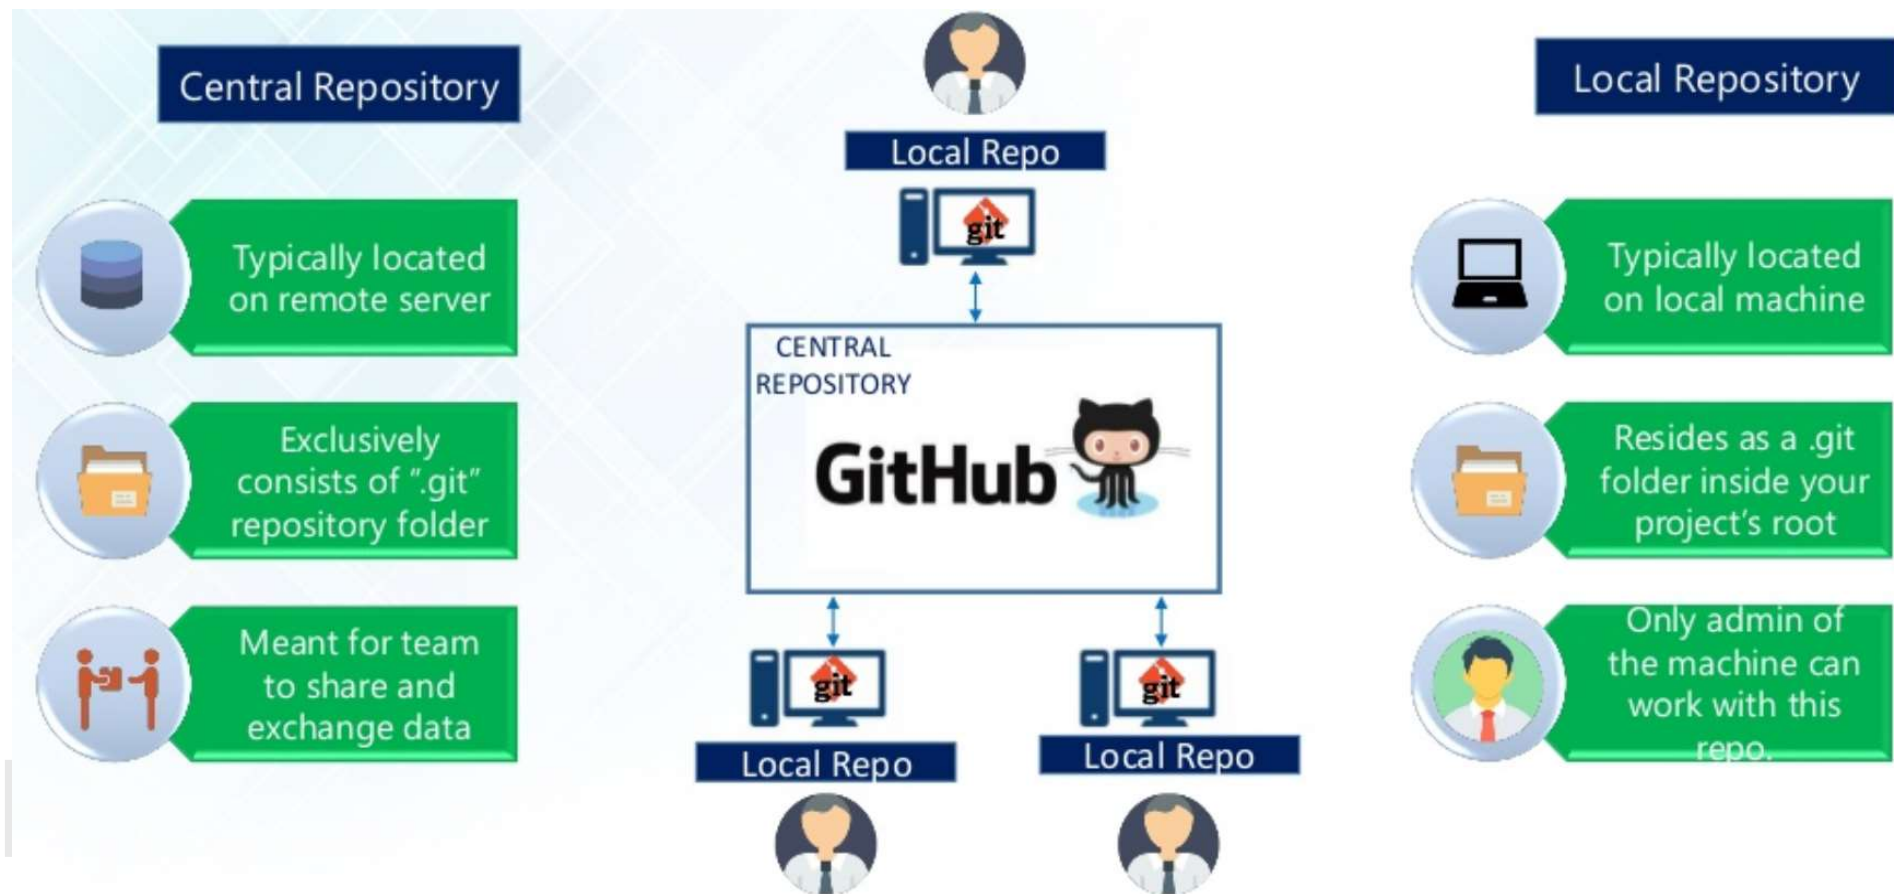 Central Repository
Typically located
on remote server
Exclusively
consists of “.git”
repository folder
Meant for team
to share and
exchange data
Local Repo
git
CENTRAL
REPOSITORY
GitHub
git
git
Local Repo
Local Repo
Local Repository
Typically located
on local machine
Resides as a .git
folder inside your
project’s root
Only admin of
the machine can
work with this
repo.